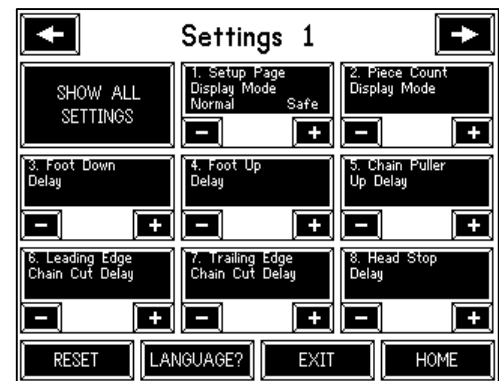 Settings 1
SHOW ALL
SETTINGS
1. Setup Page
Display Mode
Normal Safe
2. Piece Count
Display Mode
3. Foot Down
Delay
4. Foot Up
Delay
5. Chain Puller
Up Delay
6. Leading Edge
Chain Cut Delay
7. Trailing Edge
Chain Cut Delay
8. Head Stop
Delay
RESET
LANGUAGE?
EXIT
HOME